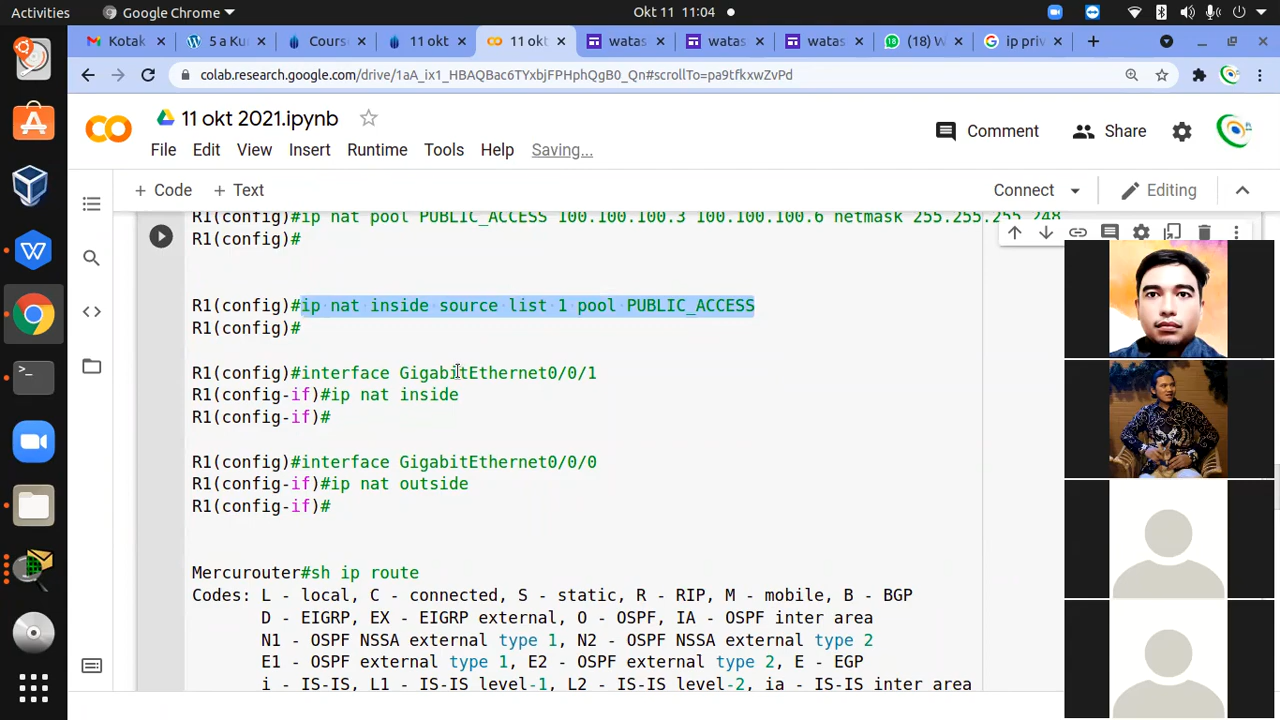 Activities
Google Chrome
Okt 11 11:04
Kotak
5 a Ku
Cours
11 okt
11 okt
watas
watas
watas
(18) W
ip priv
colab.research.google.com/drive/1aA_ix1_HBAQBac6TYxbjFPHphQgB0_Qn#scrollTo=pa9tfkxwZvPd
11 okt 2021.ipynb
Comment
Share
File Edit View Insert Runtime Tools Help Saving...
+ Code + Text
Connect
Editing
R1(config)#ip nat pool PUBLIC_ACCESS 100.100.100.3 100.100.100.6 netmask 255.255.255.248
R1(config)#
R1(config)#ip nat inside source list 1 pool PUBLIC_ACCESS
R1(config)#
R1(config)#interface GigabitEthernet0/0/1
R1(config-if)#ip nat inside
R1(config-if)#
R1(config)#interface GigabitEthernet0/0/0
R1(config-if)#ip nat outside
R1(config-if)#
Mercurouter#sh ip route
Codes: L - local, C - connected, S - static, R - RIP, M - mobile, B - BGP
D - EIGRP, EX - EIGRP external, O - OSPF, IA - OSPF inter area
N1 - OSPF NSSA external type 1, N2 - OSPF NSSA external type 2
E1 - OSPF external type 1, E2 - OSPF external type 2, E - EGP
i - IS-IS, L1 - IS-IS level-1, L2 - IS-IS level-2, ia - IS-IS inter area